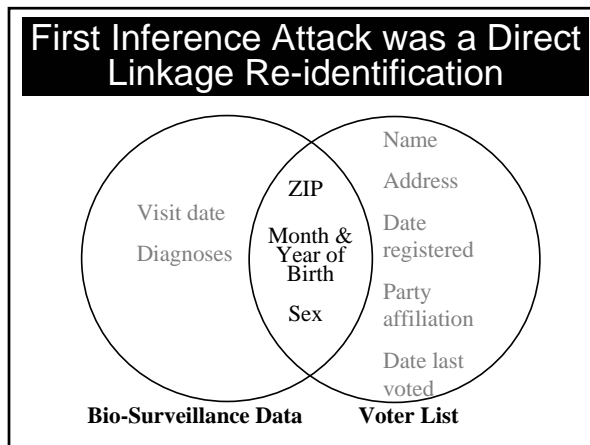 First Inference Attack was a Direct
Linkage Re-identification
Visit date
Diagnoses
ZIP
Month &
Year of
Birth
Sex
Name
Address
Date
registered
Party
affiliation
Date last
voted
Bio-Surveillance Data
Voter List